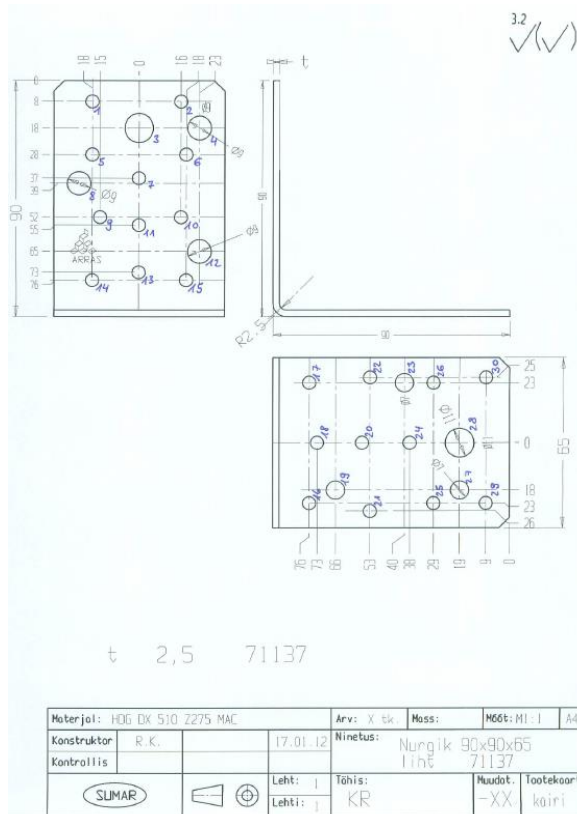 3.2
18 15 0 16 18 23
t
0
8
18
28
37
39
52
55
65
73
76
90
1 2
3 4
5 6
7
8
9 10
11
12
13
14 15
Ø9
ARRAS
90
R2.5
90
17 22 23 26 30
18 20 24 28
19 27
16 21 25 29
Ø11
25
23
0
18
23
26
65
76 73 66 53 40 38 29 19 9 0
t 2,5 71137
Materjal: HDG DX 51D Z275 MAC
Arv: X tk. Mass: Mõõt: M1:1 A4
Konstruktor R.K. 17.01.12
Kontrollis
Ninetus: Nurgik 90x90x65
liht 71137
SUMAR
Leht: 1
Lehti: 1
Tähis: KR
Muudat. -XX
Tootekaart
kairi